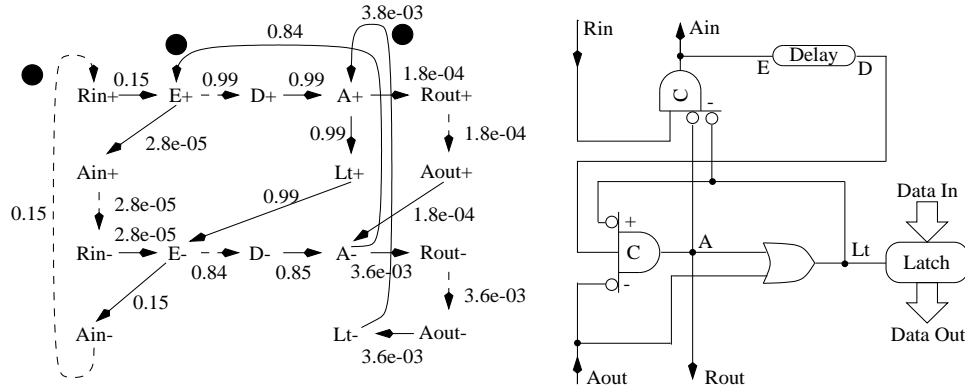 3.8e-03
0.84
0.15 0.99 0.99 1.8e-04
Rin+ E+ D+ A+ Rout+
2.8e-05 0.99 1.8e-04
Ain+ Lt+ Aout+
0.15 2.8e-05 0.99 1.8e-04
2.8e-05
Rin- E- D- A- Rout-
0.84 0.85 3.6e-03
0.15 3.6e-03
Ain- Lt- Aout-
3.6e-03
Rin Ain
E Delay D
C -
+
C A
-
Data In
Lt
Latch
Data Out
Aout Rout